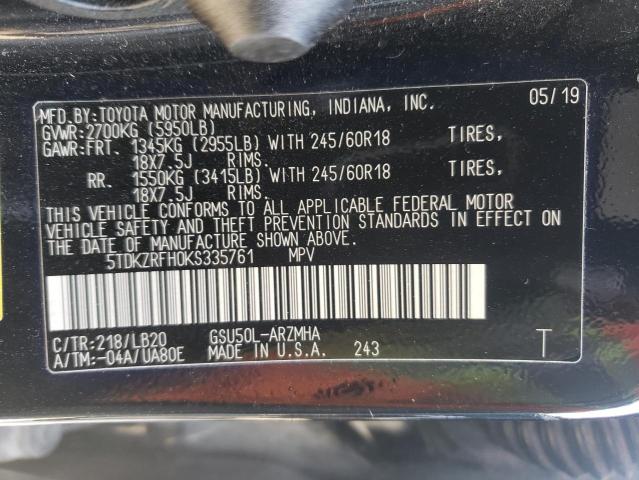 MFD.BY:TOYOTA MOTOR MANUFACTURING, INDIANA, INC. 05/19
GVWR:2700KG (5950LB)
GAWR:FRT. 1345KG (2955LB) WITH 245/60R18 TIRES,
18X7.5J RIMS.
RR. 1550KG (3415LB) WITH 245/60R18 TIRES,
18X7.5J RIMS.
THIS VEHICLE CONFORMS TO ALL APPLICABLE FEDERAL MOTOR
VEHICLE SAFETY AND THEFT PREVENTION STANDARDS IN EFFECT ON
THE DATE OF MANUFACTURE SHOWN ABOVE.
5TDKZRFH0KS335761 MPV
C/TR:218/LB20 GSU50L-ARZMHA
A/TM:-04A/UA80E MADE IN U.S.A. 243 T